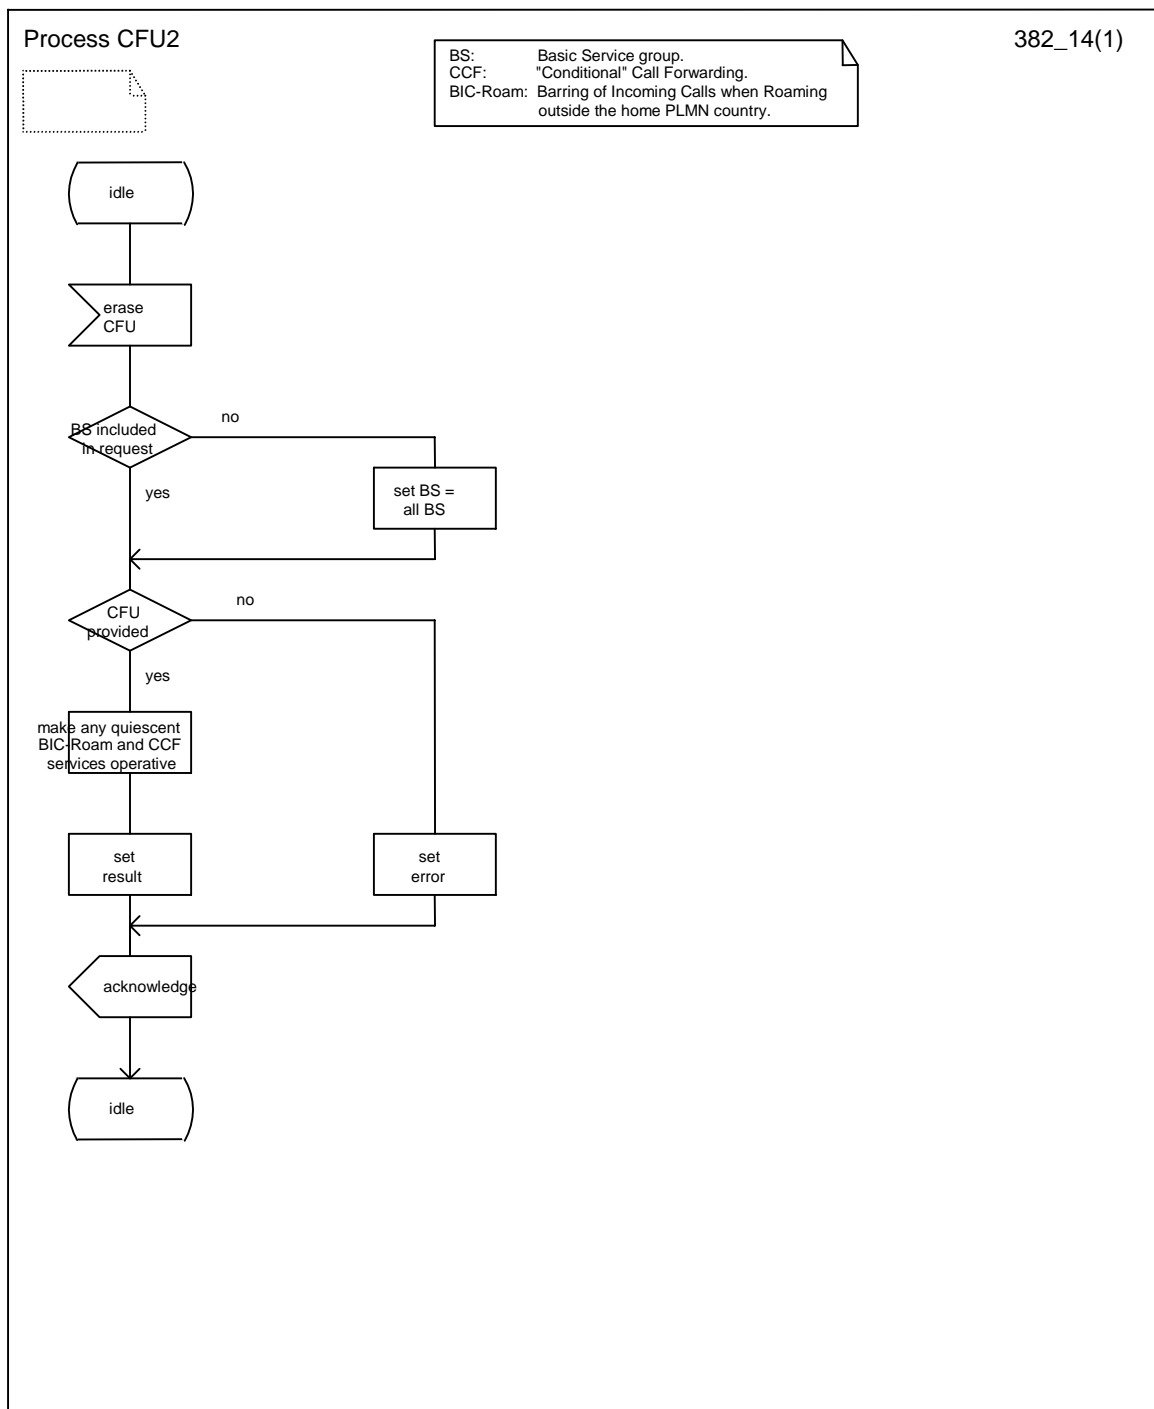 Process CFU2
382_14(1)
BS: Basic Service group.
CCF: "Conditional" Call Forwarding.
BIC-Roam: Barring of Incoming Calls when Roaming
outside the home PLMN country.
idle
erase
CFU
BS included
in request
no
yes
set BS =
all BS
CFU
provided
no
yes
make any quiescent
BIC-Roam and CCF
services operative
set
result
set
error
acknowledge
idle